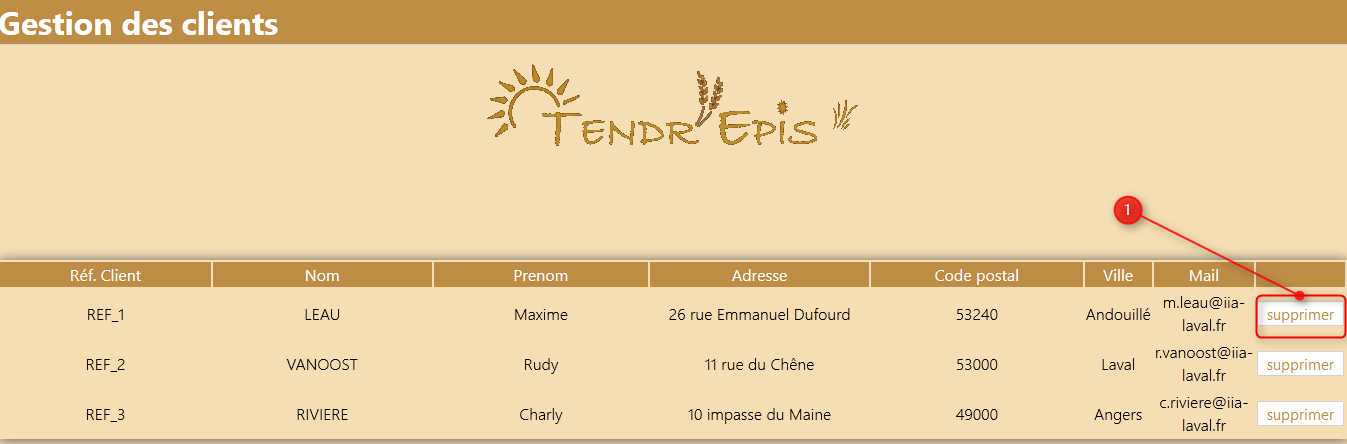 Gestion des clients
TENDR'EPIS
1
Réf. Client Nom Prenom Adresse Code postal Ville Mail
REF_1 LEAU Maxime 26 rue Emmanuel Dufourd 53240 Andouillé m.leau@iia-
laval.fr supprimer
REF_2 VANOOST Rudy 11 rue du Chêne 53000 Laval r.vanoost@iia-
laval.fr supprimer
REF_3 RIVIERE Charly 10 impasse du Maine 49000 Angers c.riviere@iia-
laval.fr supprimer